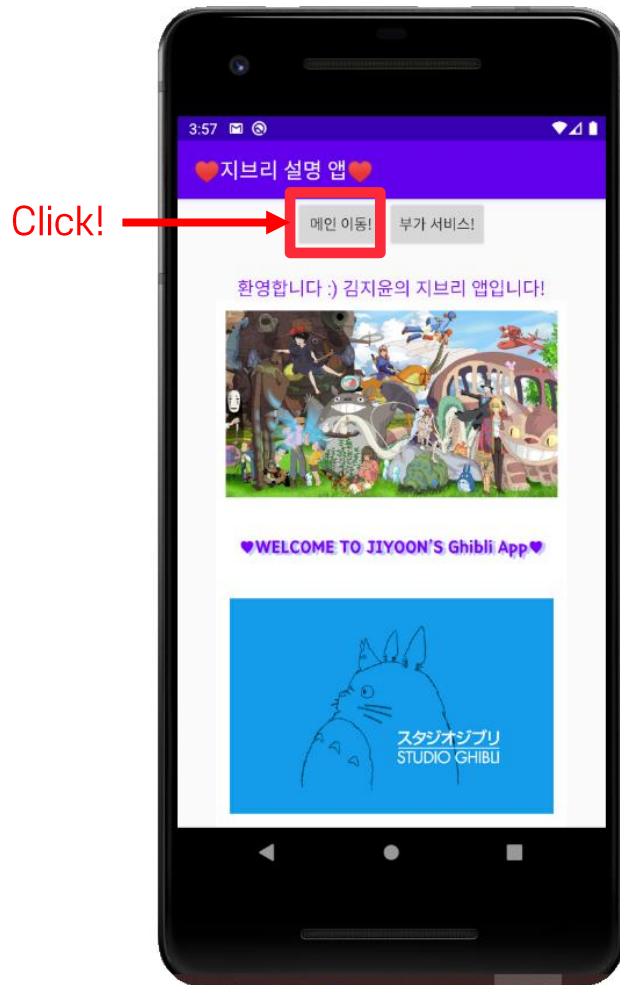 3:57
❤️지브리 설명 앱❤️
Click!
메인 이동!
부가 서비스!
환영합니다 :) 김지윤의 지브리 앱입니다!
♥WELCOME TO JIYOON'S Ghibli App♥
スタジオジブリ
STUDIO GHIBLI